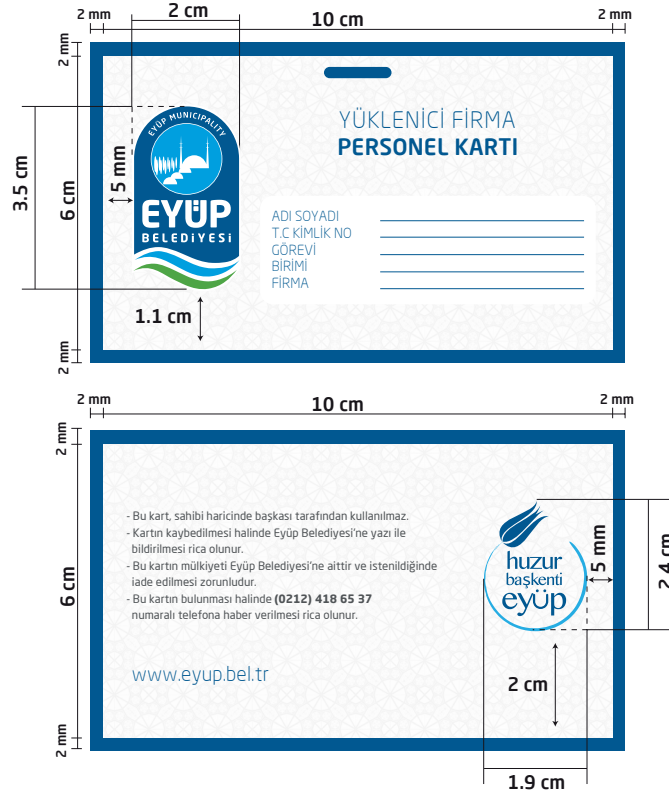 2 cm
2 mm
10 cm
2 mm
2 mm
3.5 cm
6 cm
5 mm
EYÜP MUNICIPALITY
EYÜP
BELEDİYESİ
YÜKLENİCİ FİRMA
PERSONEL KARTI
ADI SOYADI
T.C KİMLİK NO
GÖREVİ
BİRİMİ
FİRMA
1.1 cm
2 mm
2 mm
10 cm
2 mm
2 mm
6 cm
- Bu kart, sahibi haricinde başkası tarafından kullanılmaz.
- Kartın kaybedilmesi halinde Eyüp Belediyesi’ne yazı ile
bildirilmesi rica olunur.
- Bu kartın mülkiyeti Eyüp Belediyesi’ne aittir ve istenildiğinde
iade edilmesi zorunludur.
- Bu kartın bulunması halinde (0212) 418 65 37
numaralı telefona haber verilmesi rica olunur.
www.eyup.bel.tr
huzur
başkenti
eyüp
5 mm
2.4 cm
2 cm
2 mm
1.9 cm